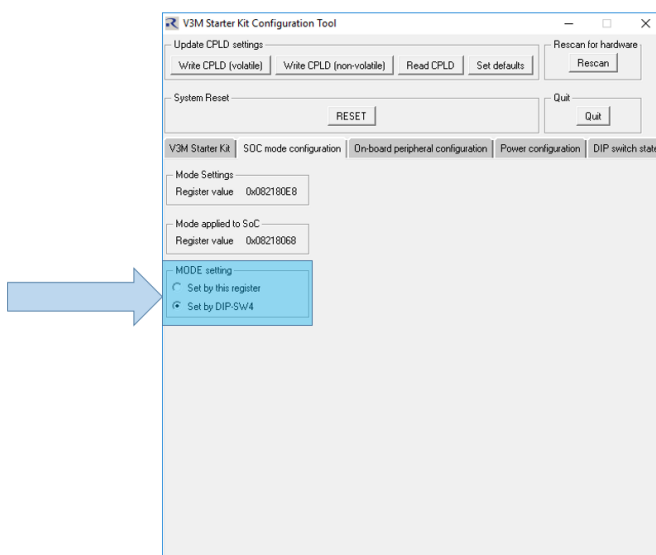 V3M Starter Kit Configuration Tool
Update CPLD settings
Rescan for hardware
Write CPLD (volatile) Write CPLD (non-volatile) Read CPLD Set defaults Rescan
System Reset
Quit
RESET Quit
V3M Starter Kit SOC mode configuration On-board peripheral configuration Power configuration DIP switch state
Mode Settings
Register value 0x082180E8
Mode applied to SoC
Register value 0x08218068
MODE setting
Set by this register
Set by DIP-SW4